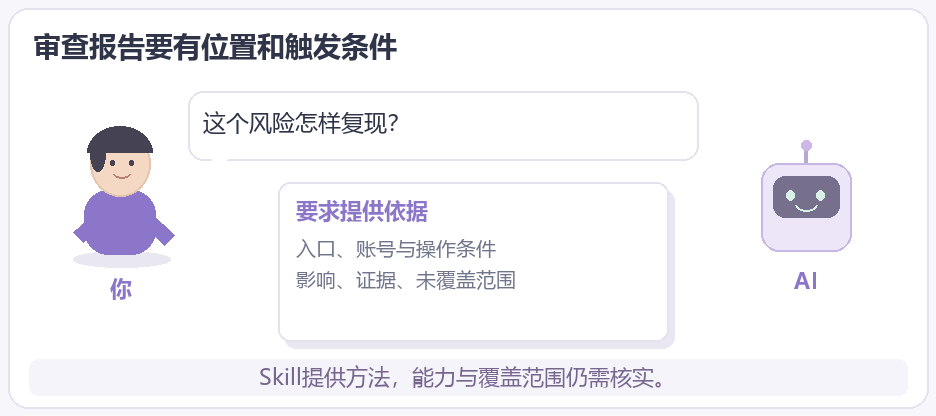 审查报告要有位置和触发条件
这个风险怎样复现？
要求提供依据
入口、账号与操作条件
影响、证据、未覆盖范围
你
AI
Skill提供方法，能力与覆盖范围仍需核实。